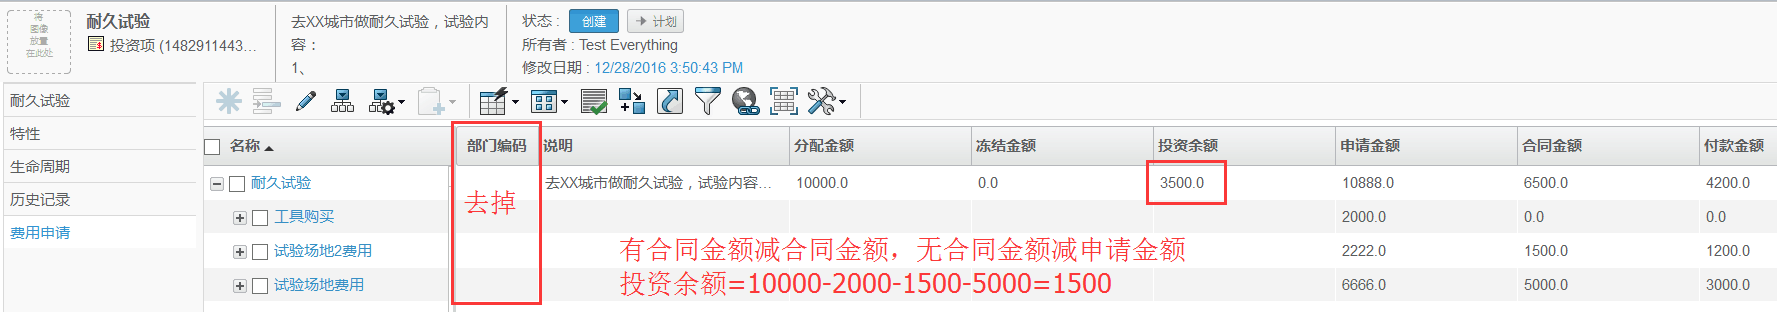 有
图像
放置
在此处
耐久试验
投资项 (1482911443...
去XX城市做耐久试验，试验内
容：
1、
状态： 创建 计划
所有者 : Test Everything
修改日期 : 12/28/2016 3:50:43 PM
耐久试验
特性
生命周期
历史记录
费用申请
名称 部门编码 说明 分配金额 冻结金额 投资余额 申请金额 合同金额 付款金额
耐久试验 去XX城市做耐久试验，试验内容... 10000.0 0.0 3500.0 10888.0 6500.0 4200.0
去掉
工具购买 2000.0 0.0 0.0
试验场地2费用 2222.0 1500.0 1200.0
有合同金额减合同金额，无合同金额减申请金额
试验场地费用 6666.0 5000.0 3000.0
投资余额=10000-2000-1500-5000=1500